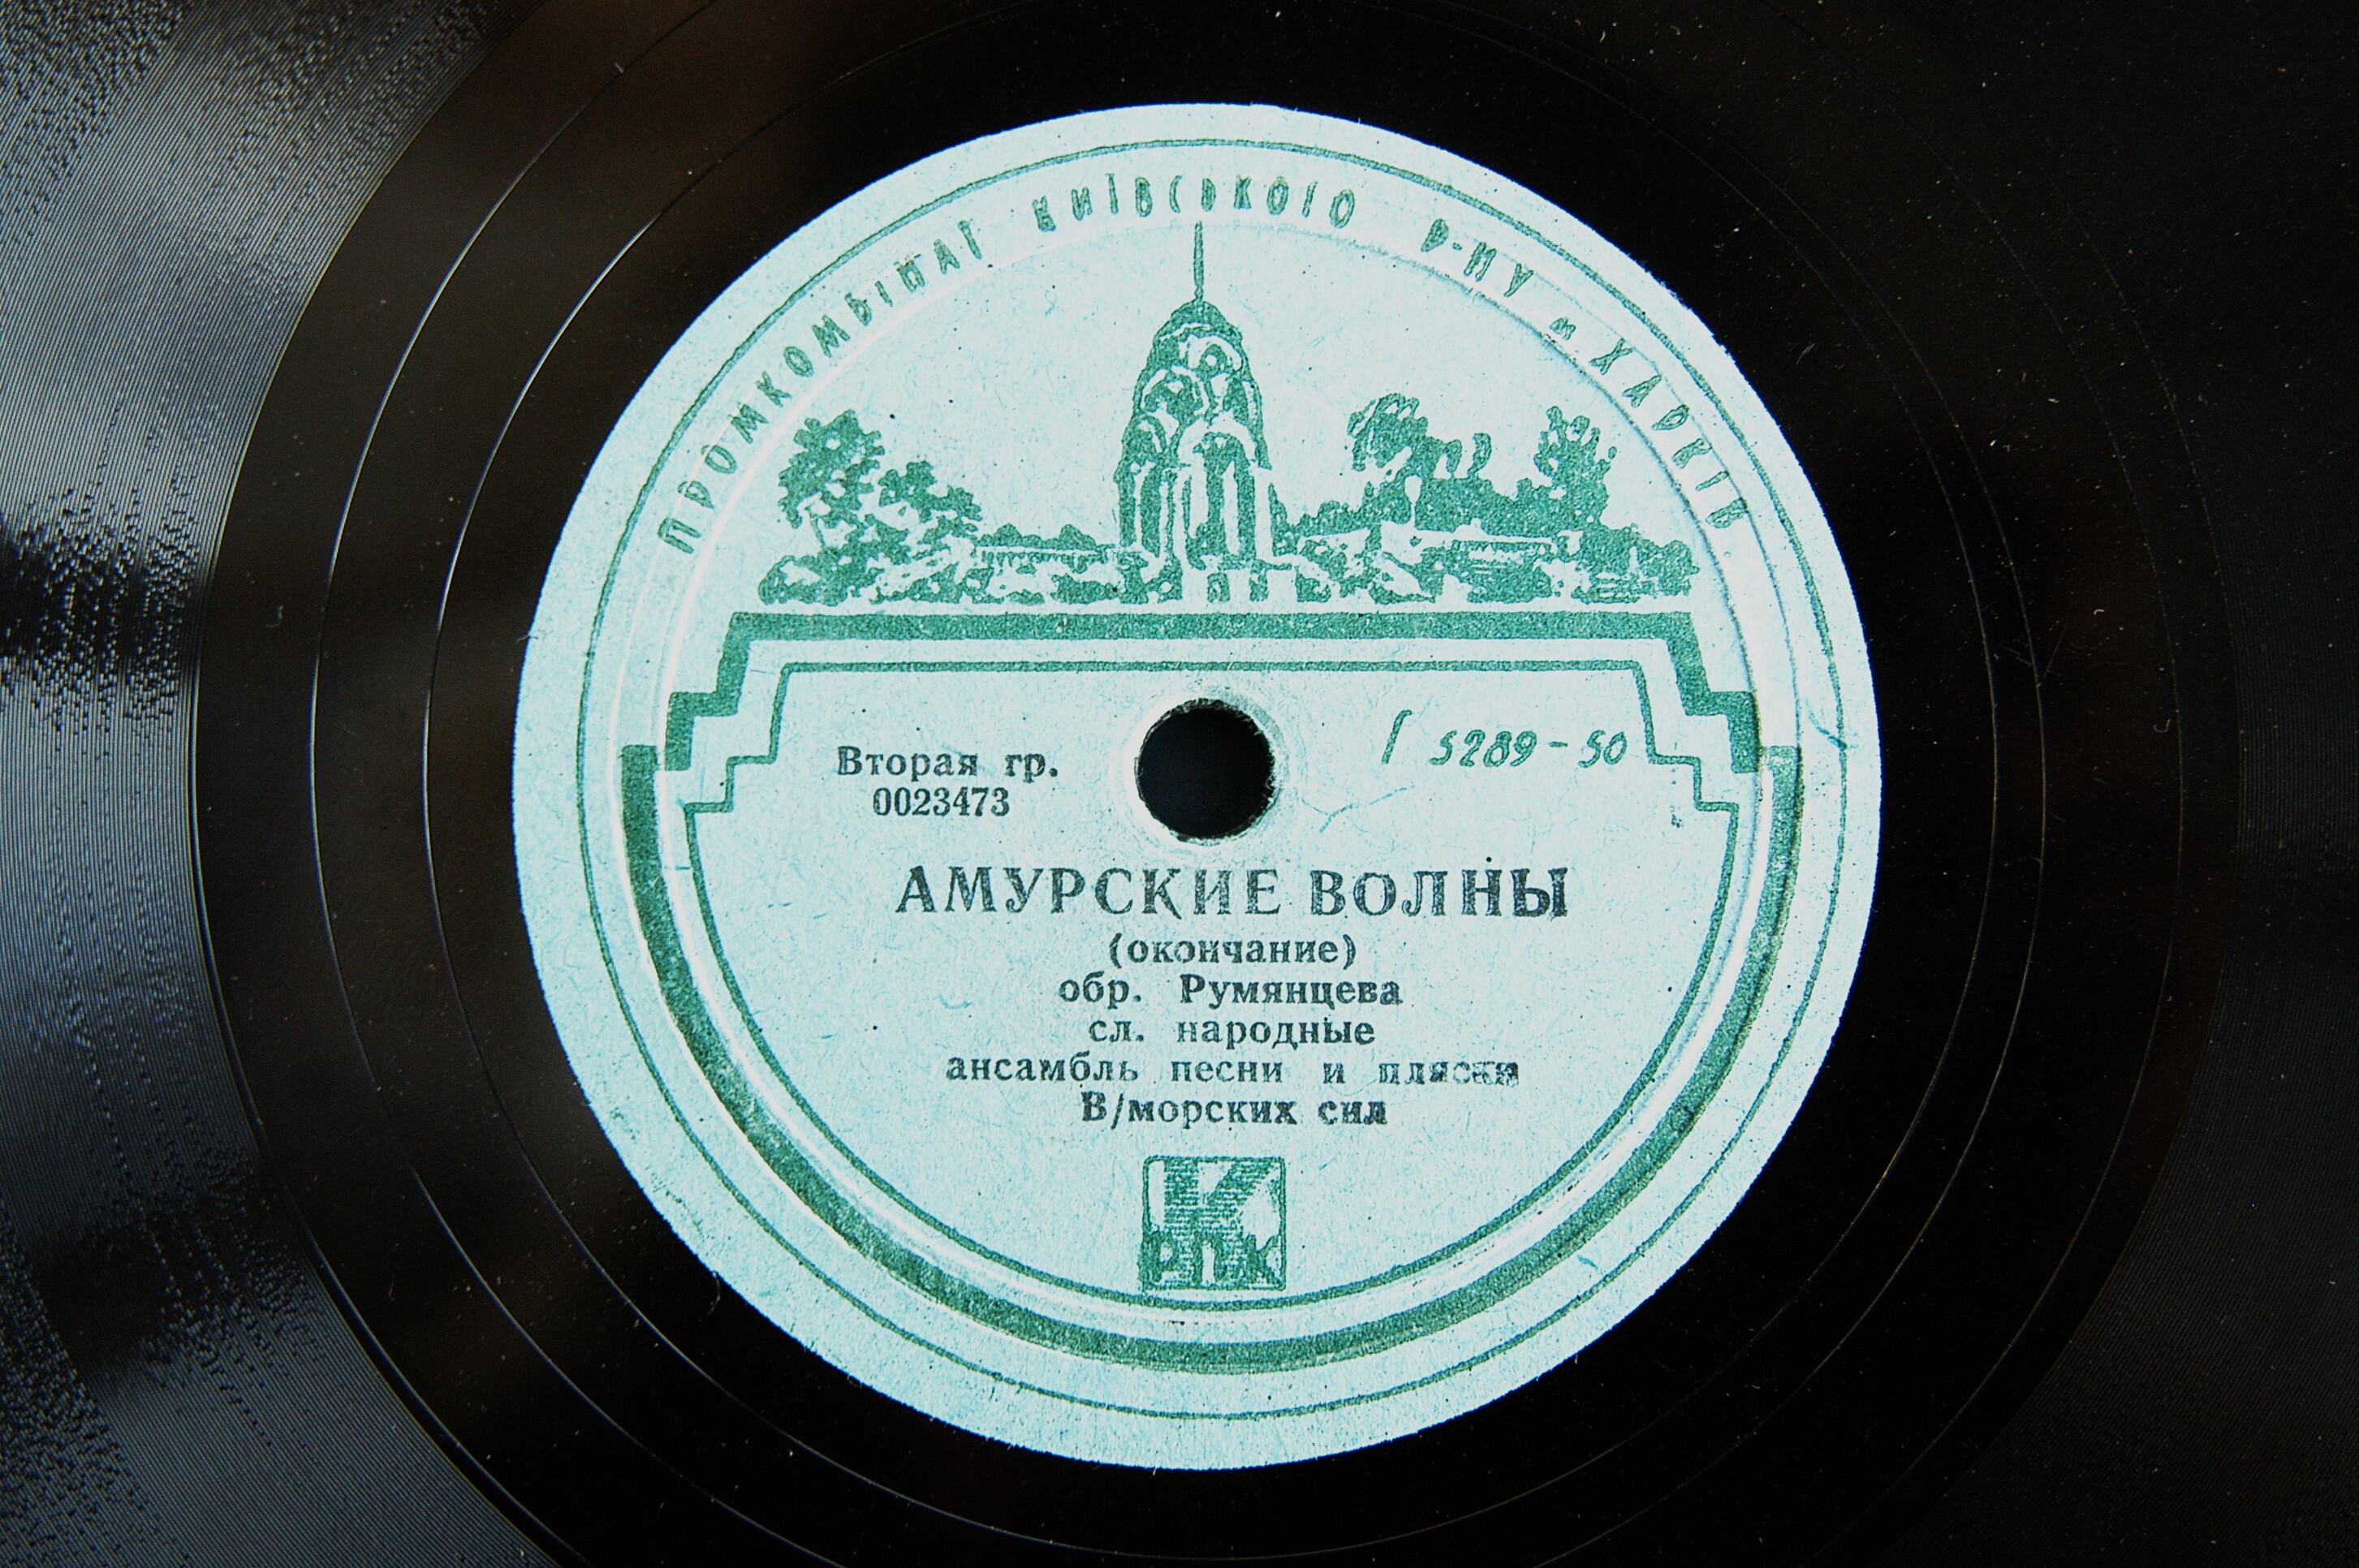 ПРОМКОМБІНАТ КИЇВСЬКОГО Р-НУ м. ХАРКІВ
Вторая гр.
0023473
Г 5289-50
АМУРСКИЕ ВОЛНЫ
(окончание)
обр. Румянцева
сл. народные
ансамбль песни и пляски
В/морских сил
К
РПК